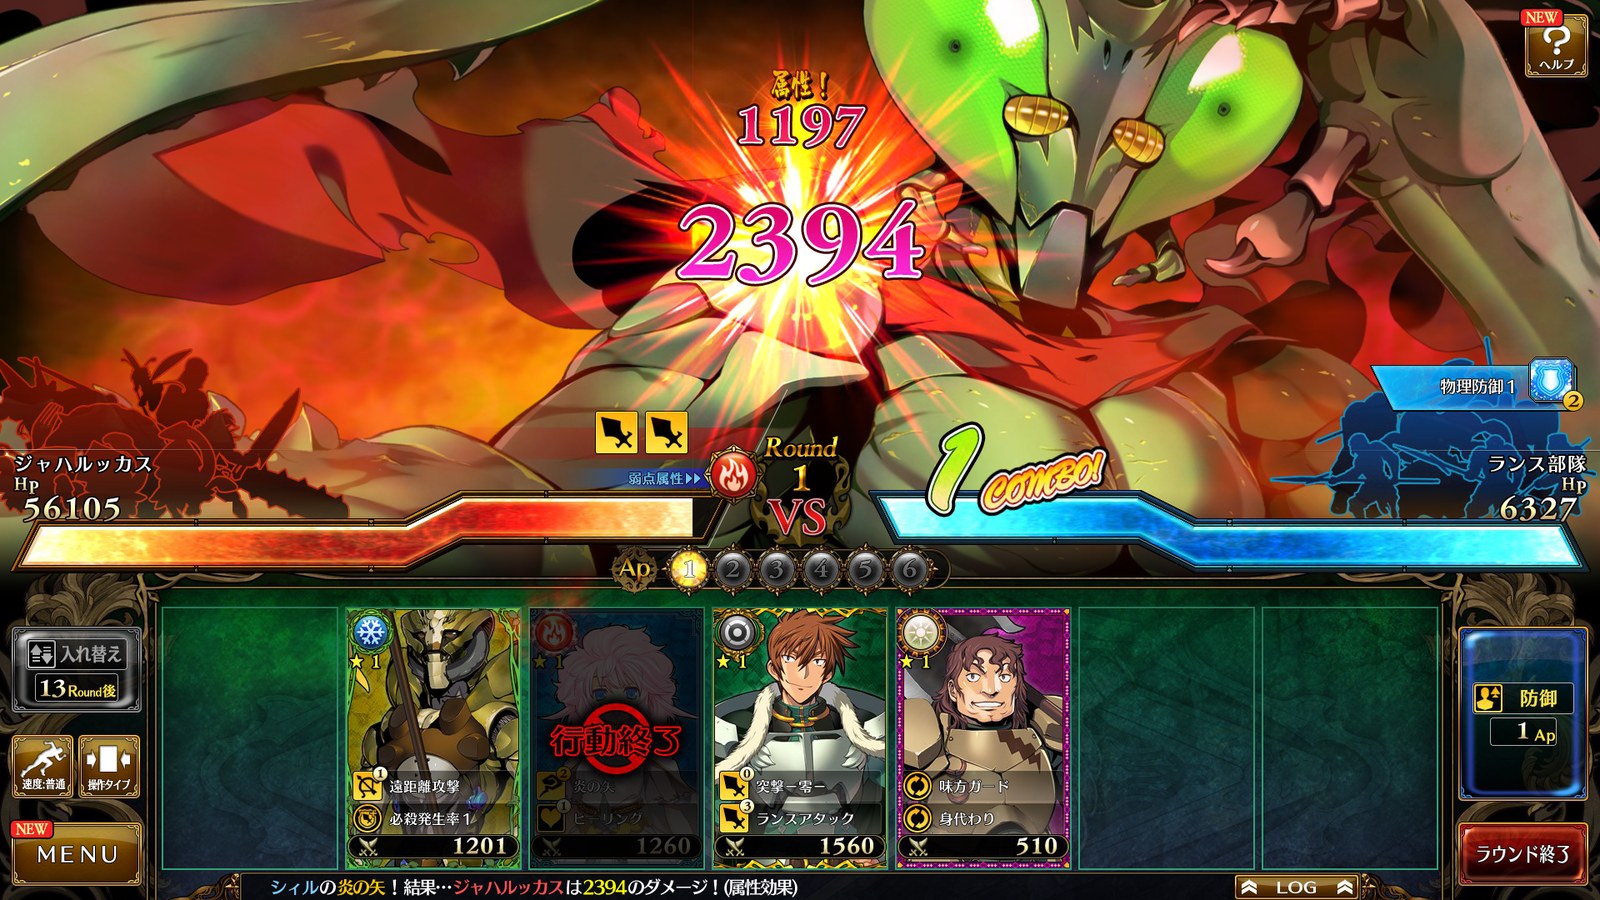 NEW
ヘルプ
属性！
1197
2394
物理防御 1
2
ジャハルッカス
Hp
56105
弱点属性
Round
1
VS
1 COMBO!
ランス部隊
Hp
6327
Ap 1 2 3 4 5 6
入れ替え
13Round後
速度:普通
操作タイプ
NEW
MENU
★1
1 遠距離攻撃
必殺発生率1
1201
★1
行動終了
2 炎の矢
1 ヒーリング
1260
★1
0 突撃－零－
3 ランスアタック
1560
★1
味方ガード
身代わり
510
防御
1 Ap
ラウンド終了
シィルの炎の矢！結果…ジャハルッカスは2394のダメージ！(属性効果)
LOG